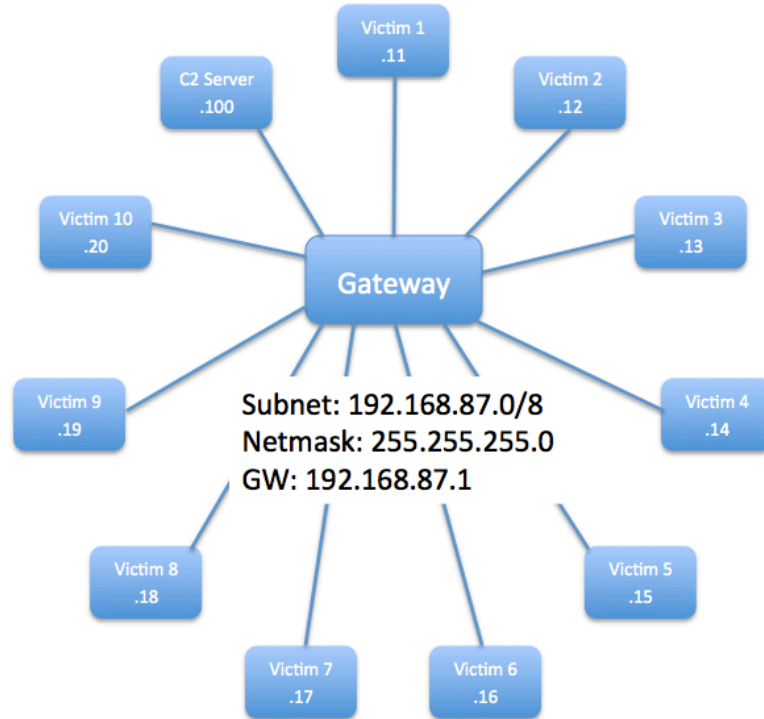 Victim 1
.11
C2 Server
.100
Victim 2
.12
Victim 10
.20
Victim 3
.13
Gateway
Victim 9
.19
Subnet: 192.168.87.0/8
Netmask: 255.255.255.0
GW: 192.168.87.1
Victim 4
.14
Victim 8
.18
Victim 5
.15
Victim 7
.17
Victim 6
.16